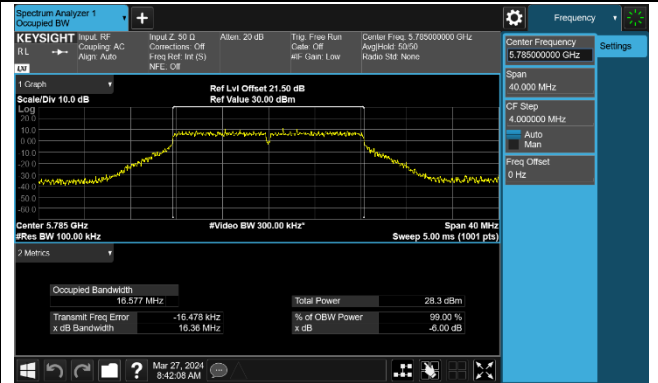 Spectrum Analyzer 1
Occupied BW
+
Frequency
KEYSIGHT
RL
LXI
Input: RF
Coupling: AC
Align: Auto
Input Z: 50 Ω
Corrections: Off
Freq Ref: Int (S)
NFE: Off
Atten: 20 dB
Trig: Free Run
Gate: Off
#IF Gain: Low
Center Freq: 5.785000000 GHz
Avg|Hold: 50/50
Radio Std: None
Center Frequency
5.785000000 GHz
Settings
Span
40.000 MHz
CF Step
4.000000 MHz
Auto
Man
Freq Offset
0 Hz
1 Graph
Scale/Div 10.0 dB
Ref Lvl Offset 21.50 dB
Ref Value 30.00 dBm
Log
20.0
10.0
0.00
-10.0
-20.0
-30.0
-40.0
-50.0
-60.0
Center 5.785 GHz
#Video BW 300.00 kHz*
Span 40 MHz
#Res BW 100.00 kHz
Sweep 5.00 ms (1001 pts)
2 Metrics
Occupied Bandwidth
16.577 MHz
Total Power
28.3 dBm
Transmit Freq Error
-16.478 kHz
% of OBW Power
99.00 %
x dB Bandwidth
16.36 MHz
x dB
-6.00 dB
?
Mar 27, 2024
8:42:08 AM